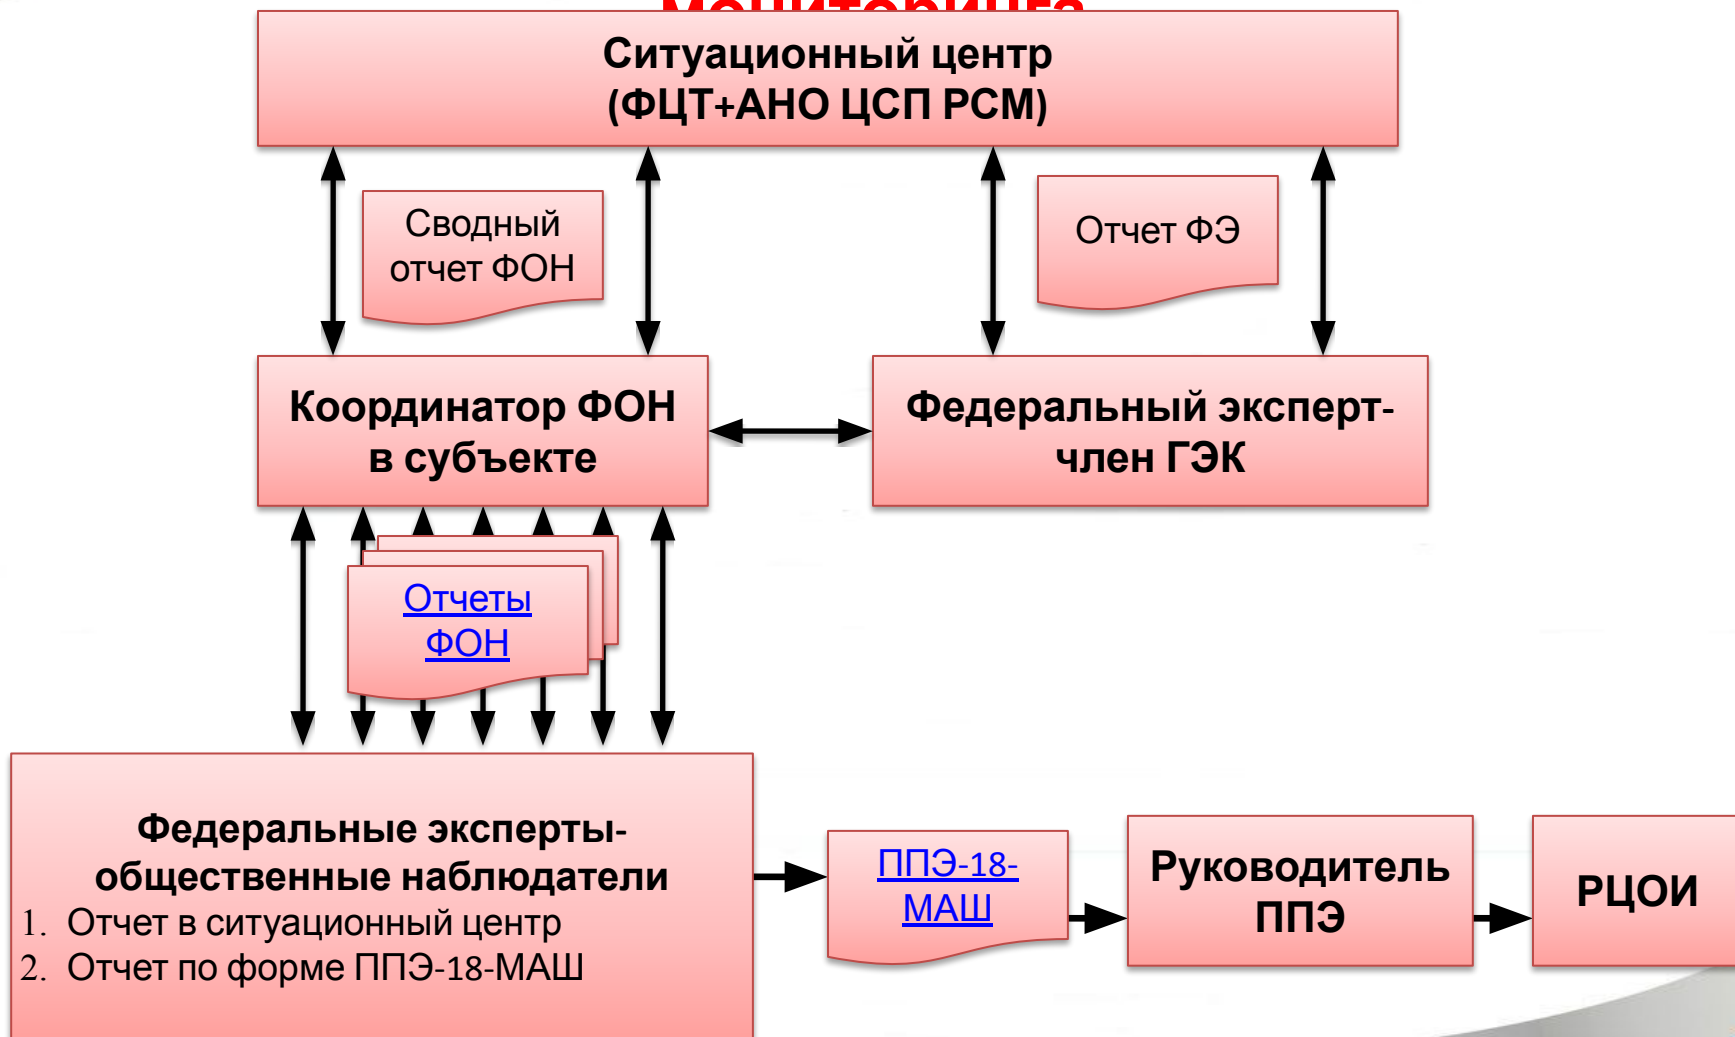 мониторинга
Ситуационный центр
(ФЦТ+АНО ЦСП РСМ)
Сводный
отчет ФОН
Отчет ФЭ
Координатор ФОН
в субъекте
Федеральный эксперт-
член ГЭК
Отчеты
ФОН
Федеральные эксперты-
общественные наблюдатели
1. Отчет в ситуационный центр
2. Отчет по форме ППЭ-18-МАШ
ППЭ-18-
МАШ
Руководитель
ППЭ
РЦОИ